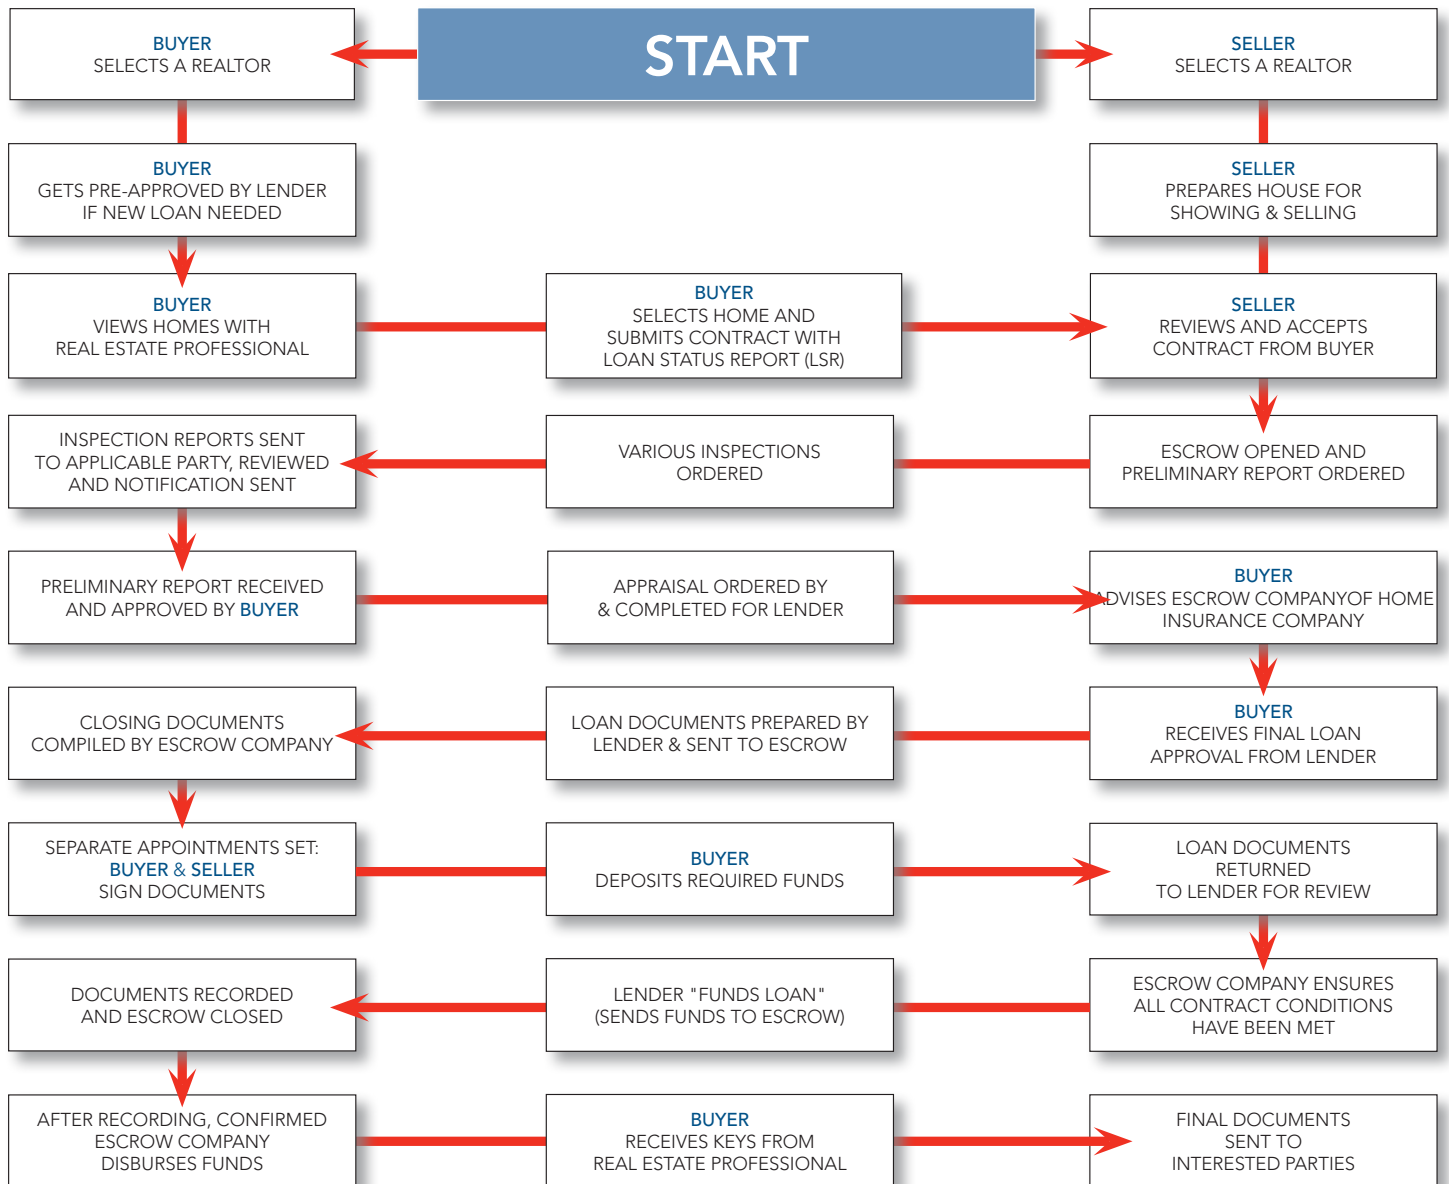 START
BUYER
SELECTS A REALTOR
SELLER
SELECTS A REALTOR
BUYER
GETS PRE-APPROVED BY LENDER
IF NEW LOAN NEEDED
SELLER
PREPARES HOUSE FOR
SHOWING & SELLING
BUYER
VIEWS HOMES WITH
REAL ESTATE PROFESSIONAL
BUYER
SELECTS HOME AND
SUBMITS CONTRACT WITH
LOAN STATUS REPORT (LSR)
SELLER
REVIEWS AND ACCEPTS
CONTRACT FROM BUYER
INSPECTION REPORTS SENT
TO APPLICABLE PARTY, REVIEWED
AND NOTIFICATION SENT
VARIOUS INSPECTIONS
ORDERED
ESCROW OPENED AND
PRELIMINARY REPORT ORDERED
PRELIMINARY REPORT RECEIVED
AND APPROVED BY BUYER
APPRAISAL ORDERED BY
& COMPLETED FOR LENDER
BUYER
ADVISES ESCROW COMPANYOF HOME
INSURANCE COMPANY
CLOSING DOCUMENTS
COMPILED BY ESCROW COMPANY
LOAN DOCUMENTS PREPARED BY
LENDER & SENT TO ESCROW
BUYER
RECEIVES FINAL LOAN
APPROVAL FROM LENDER
SEPARATE APPOINTMENTS SET:
BUYER & SELLER
SIGN DOCUMENTS
BUYER
DEPOSITS REQUIRED FUNDS
LOAN DOCUMENTS
RETURNED
TO LENDER FOR REVIEW
DOCUMENTS RECORDED
AND ESCROW CLOSED
LENDER "FUNDS LOAN"
(SENDS FUNDS TO ESCROW)
ESCROW COMPANY ENSURES
ALL CONTRACT CONDITIONS
HAVE BEEN MET
AFTER RECORDING, CONFIRMED
ESCROW COMPANY
DISBURSES FUNDS
BUYER
RECEIVES KEYS FROM
REAL ESTATE PROFESSIONAL
FINAL DOCUMENTS
SENT TO
INTERESTED PARTIES